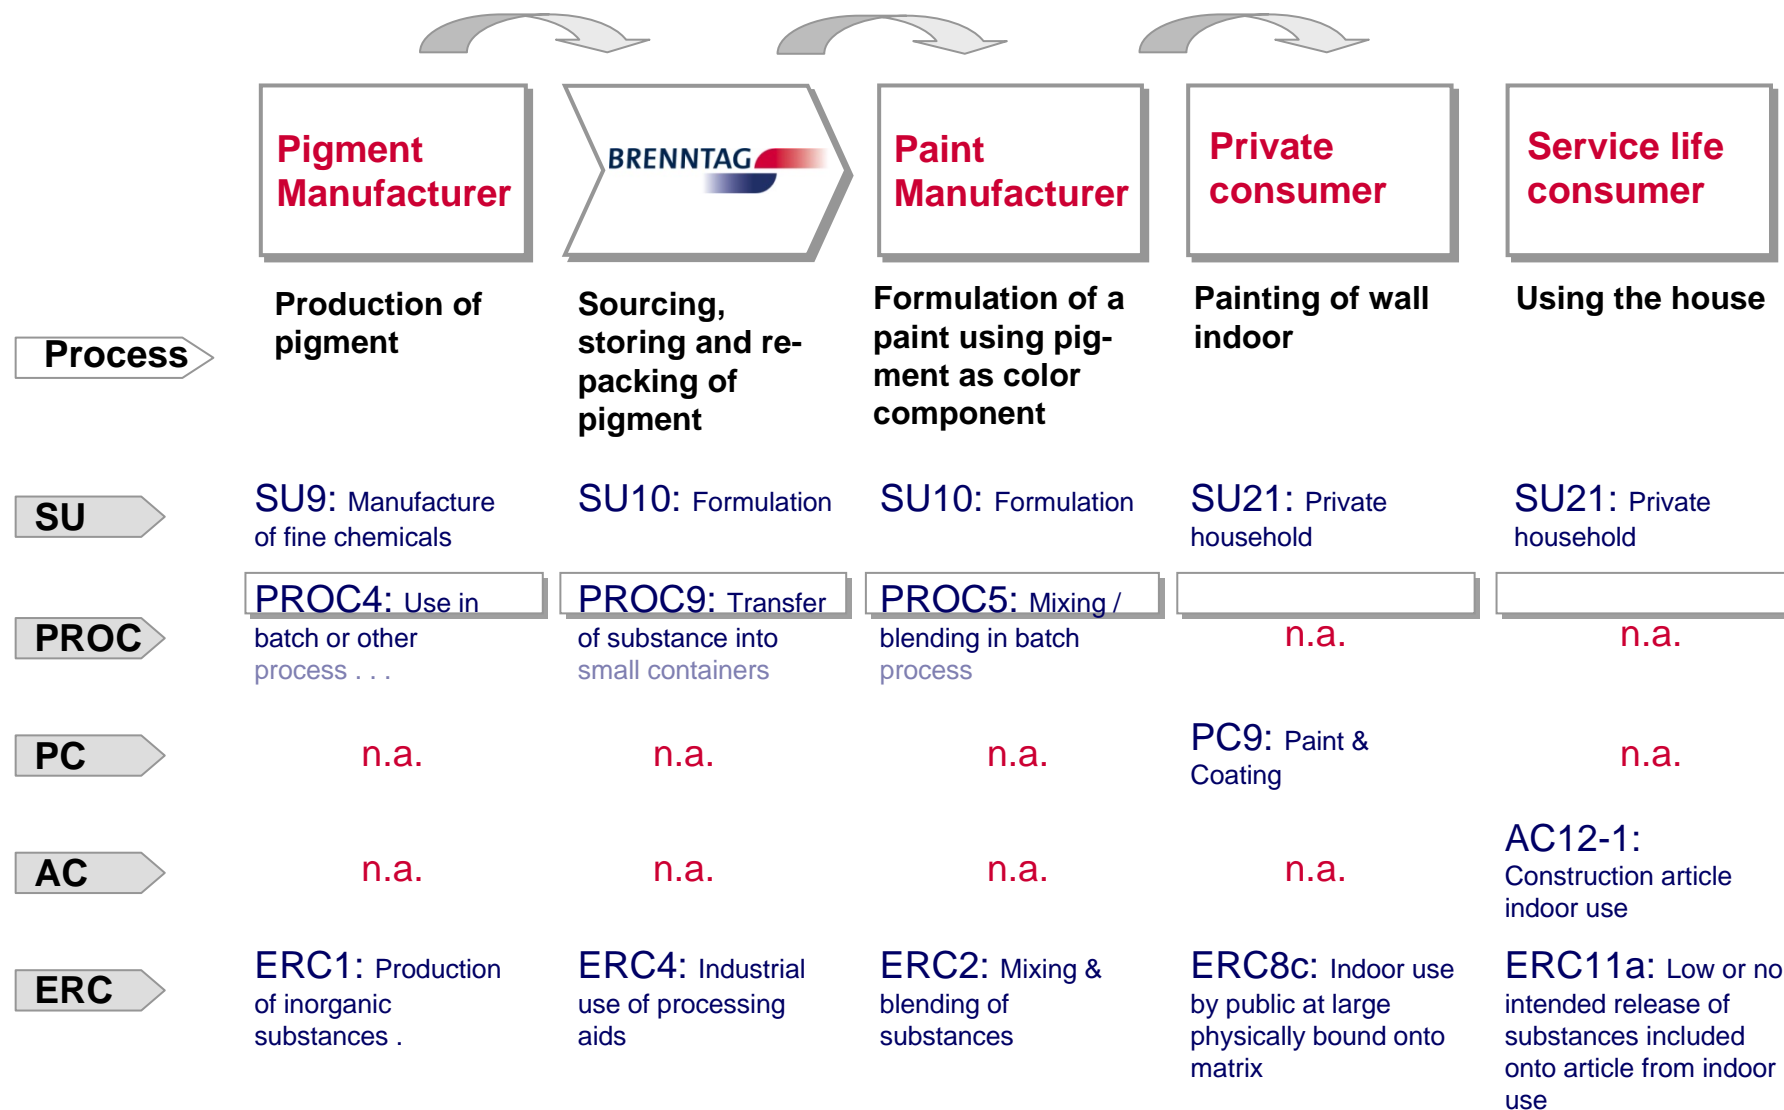 Pigment
Manufacturer
BRENNTAG
Paint
Manufacturer
Private
consumer
Service life
consumer
Process
Production of
pigment
Sourcing,
storing and re-
packing of
pigment
Formulation of a
paint using pig-
ment as color
component
Painting of wall
indoor
Using the house
SU
SU9: Manufacture
of fine chemicals
SU10: Formulation
SU10: Formulation
SU21: Private
household
SU21: Private
household
PROC
PROC4: Use in
batch or other
process . . .
PROC9: Transfer
of substance into
small containers
PROC5: Mixing /
blending in batch
process
n.a.
n.a.
PC
n.a.
n.a.
n.a.
PC9: Paint &
Coating
n.a.
AC
n.a.
n.a.
n.a.
n.a.
AC12-1:
Construction article
indoor use
ERC
ERC1: Production
of inorganic
substances .
ERC4: Industrial
use of processing
aids
ERC2: Mixing &
blending of
substances
ERC8c: Indoor use
by public at large
physically bound onto
matrix
ERC11a: Low or no
intended release of
substances included
onto article from indoor
use